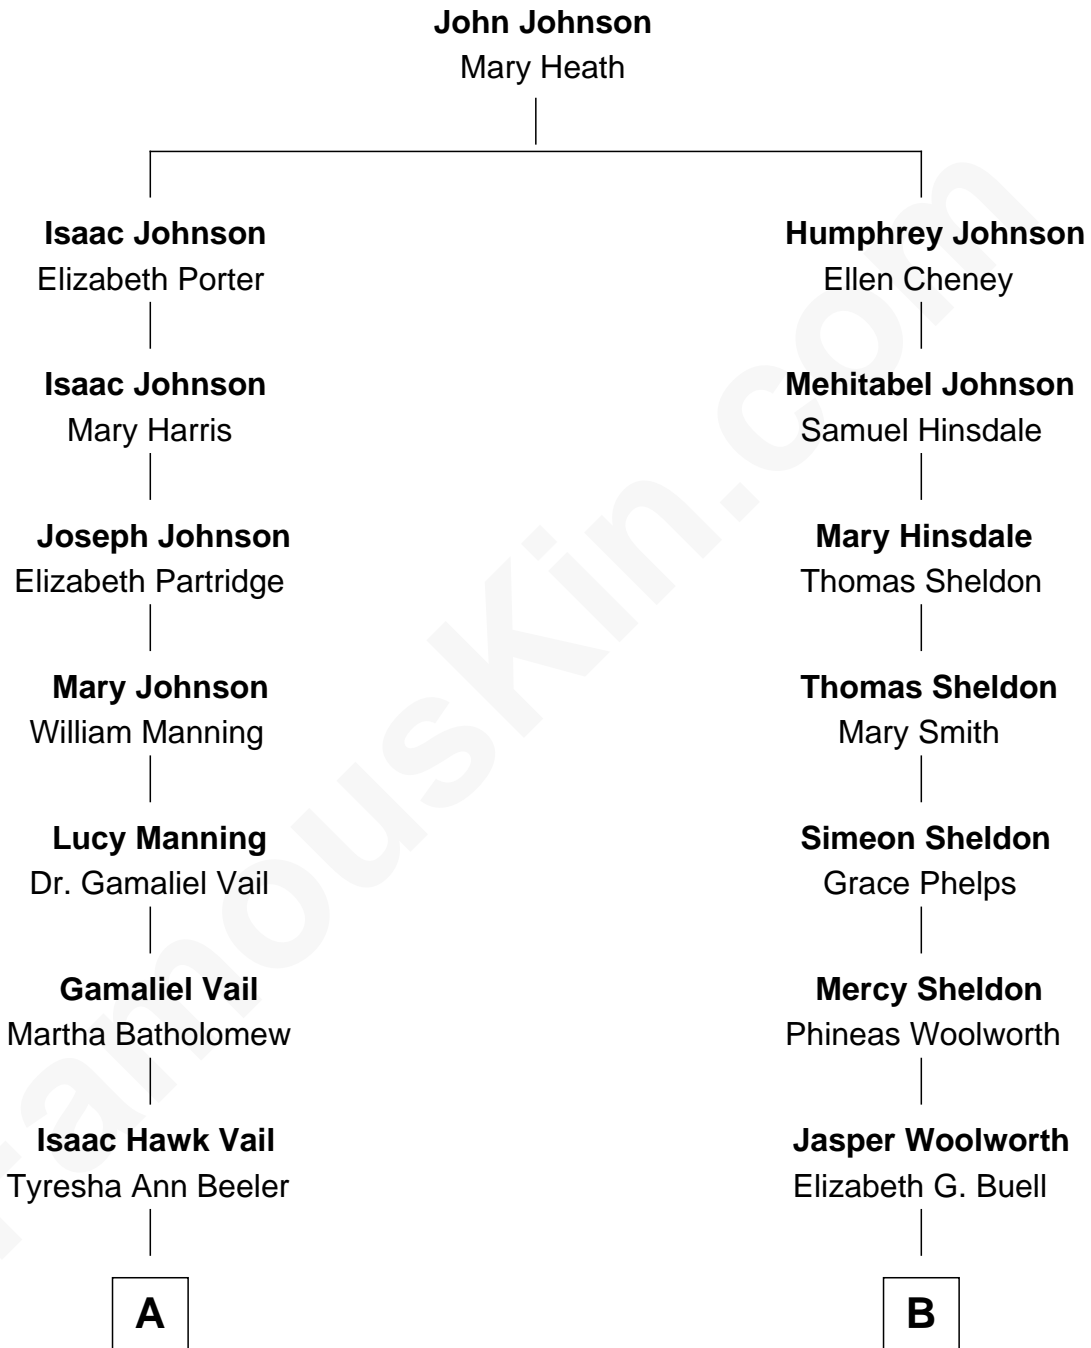 John Johnson
Mary Heath
Isaac Johnson
Elizabeth Porter
Humphrey Johnson
Ellen Cheney
Isaac Johnson
Mary Harris
Mehitabel Johnson
Samuel Hinsdale
Joseph Johnson
Elizabeth Partridge
Mary Hinsdale
Thomas Sheldon
Mary Johnson
William Manning
Thomas Sheldon
Mary Smith
Lucy Manning
Dr. Gamaliel Vail
Simeon Sheldon
Grace Phelps
Gamaliel Vail
Martha Batholomew
Mercy Sheldon
Phineas Woolworth
Isaac Hawk Vail
Tyresha Ann Beeler
Jasper Woolworth
Elizabeth G. Buell
A
B
FamousKin.com